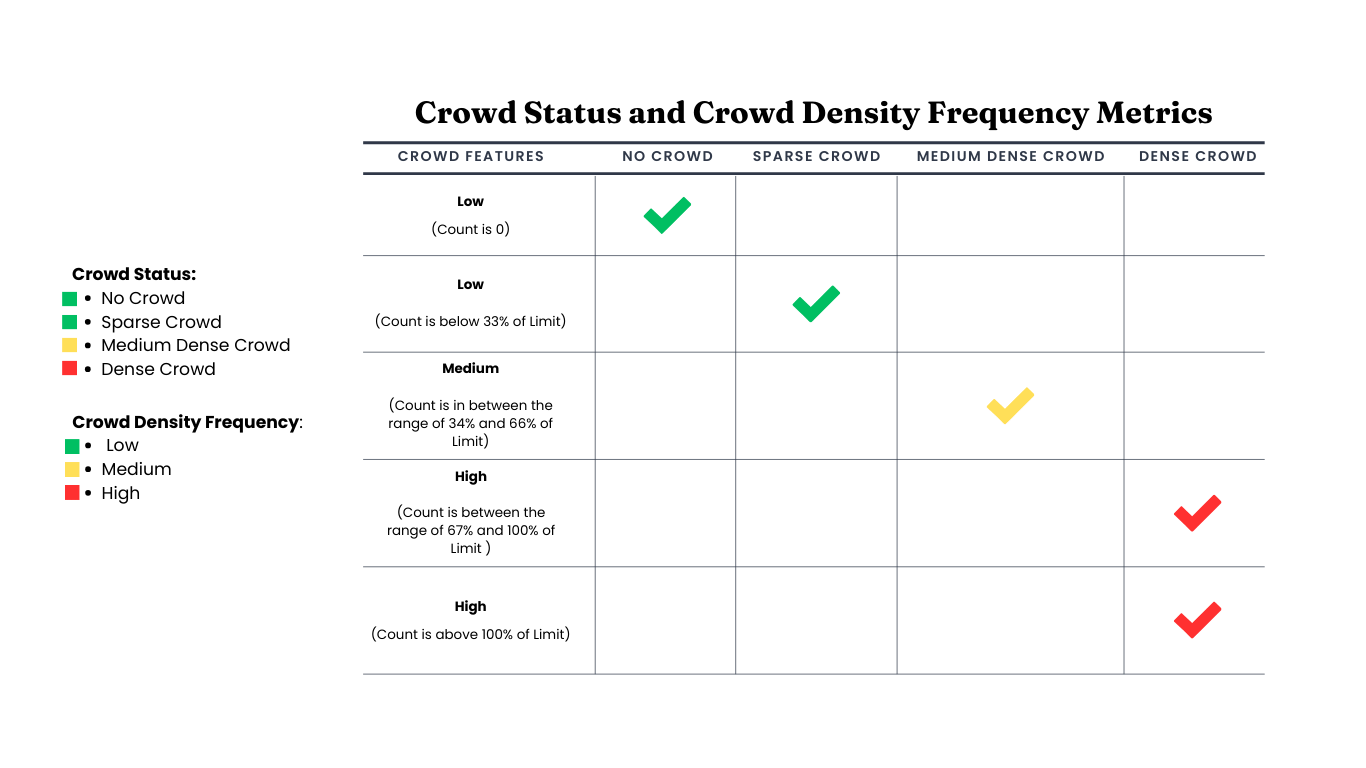 Crowd Status and Crowd Density Frequency Metrics
CROWD FEATURES NO CROWD SPARSE CROWD MEDIUM DENSE CROWD DENSE CROWD
Low
(Count is 0)
Low
(Count is below 33% of Limit)
Medium
(Count is in between the
range of 34% and 66% of
Limit)
High
(Count is between the
range of 67% and 100% of
Limit )
High
(Count is above 100% of Limit)
Crowd Status:
• No Crowd
• Sparse Crowd
• Medium Dense Crowd
• Dense Crowd
Crowd Density Frequency:
• Low
• Medium
• High